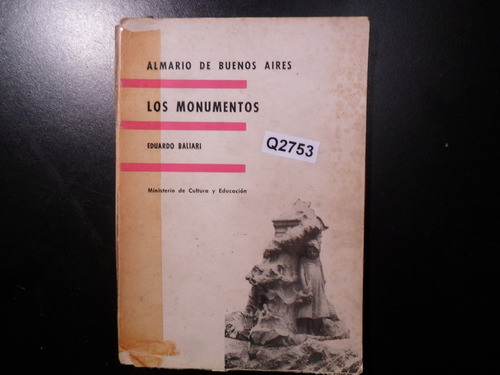 ALMARIO DE BUENOS AIRES
LOS MONUMENTOS
EDUARDO BALIARI
Q2753
Ministerio de Cultura y Educación